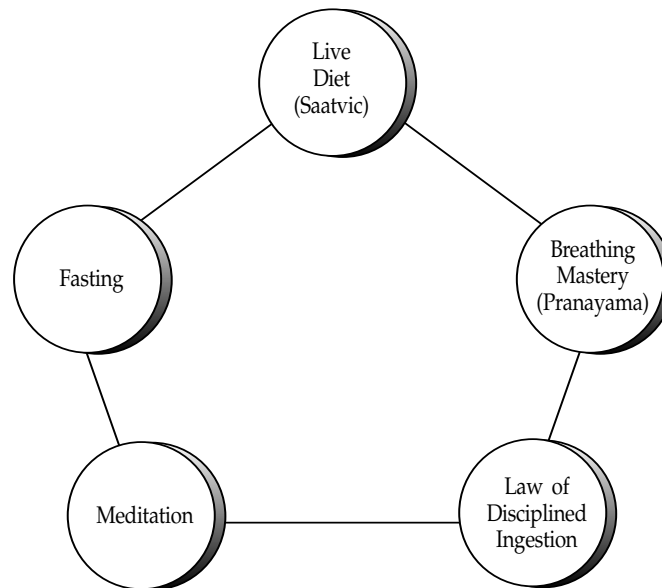 Live
Diet
(Saatvic)
Fasting
Breathing
Mastery
(Pranayama)
Meditation
Law of
Disciplined
Ingestion